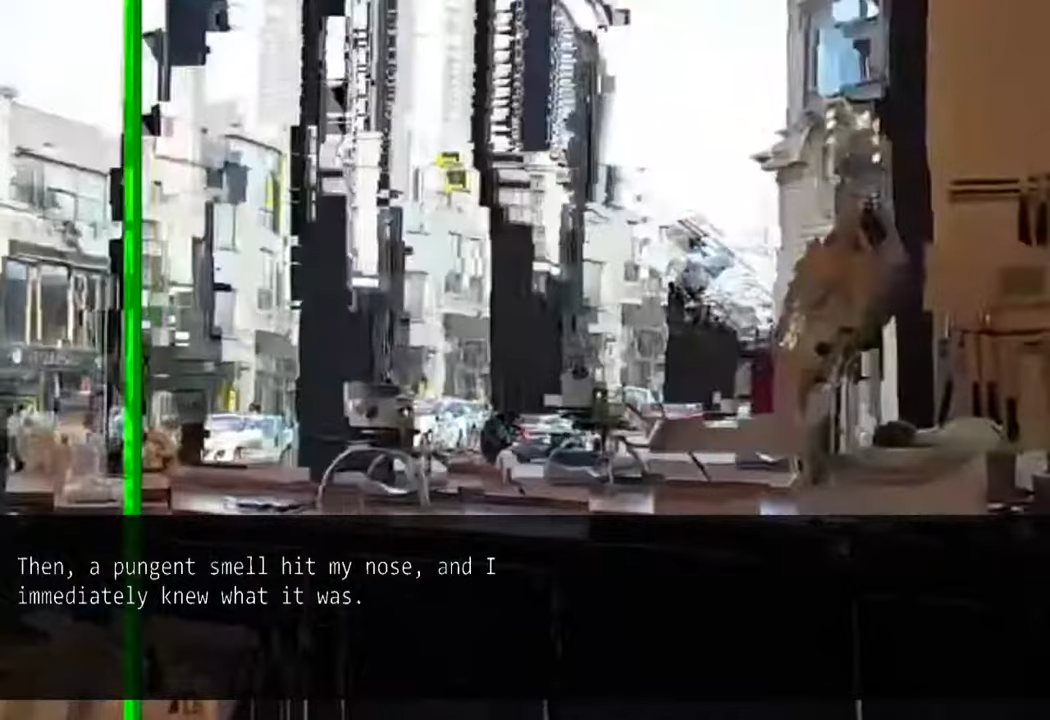 Then, a pungent smell hit my nose, and I
immediately knew what it was.